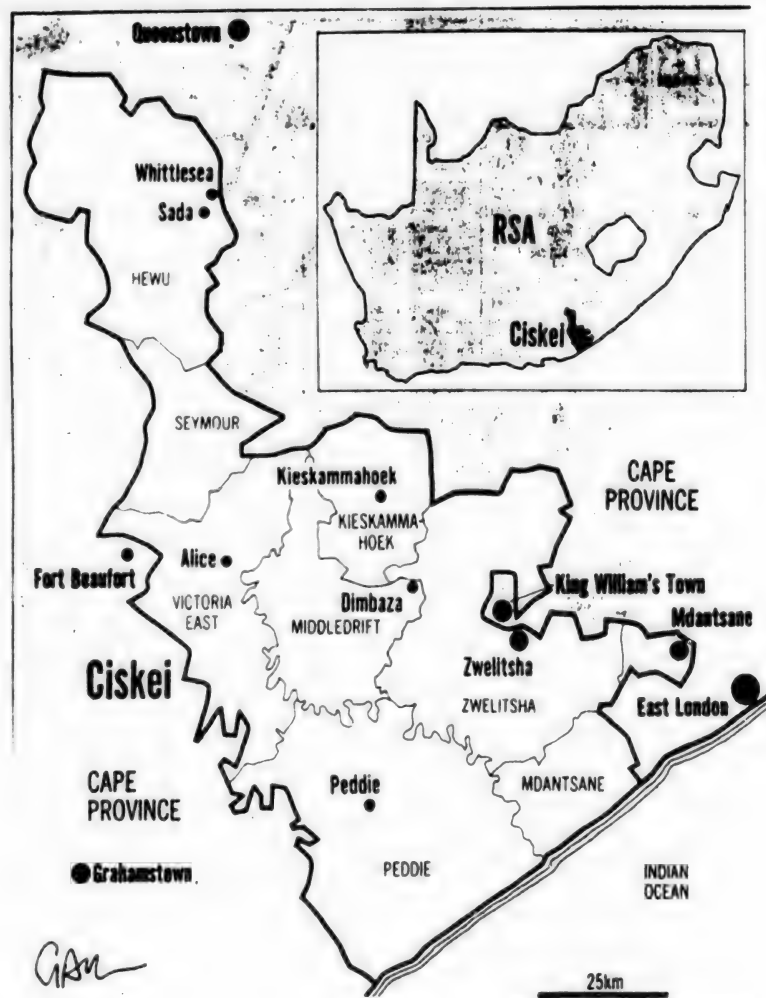 Queenstown
Whittlesea
Sada
HEWU
RSA
Ciskei
SEYMOUR
Kieskammahoek
KIESKAMMA-
HOEK
CAPE
PROVINCE
Fort Beaufort
Alice
VICTORIA
EAST
Dimbaza
MIDDLEDRIFT
King William's Town
Mdantsane
Zwelitsha
ZWELITSHA
East London
Ciskei
CAPE
PROVINCE
Peddie
MDANTSANE
Grahamstown
PEDDIE
INDIAN
OCEAN
25km